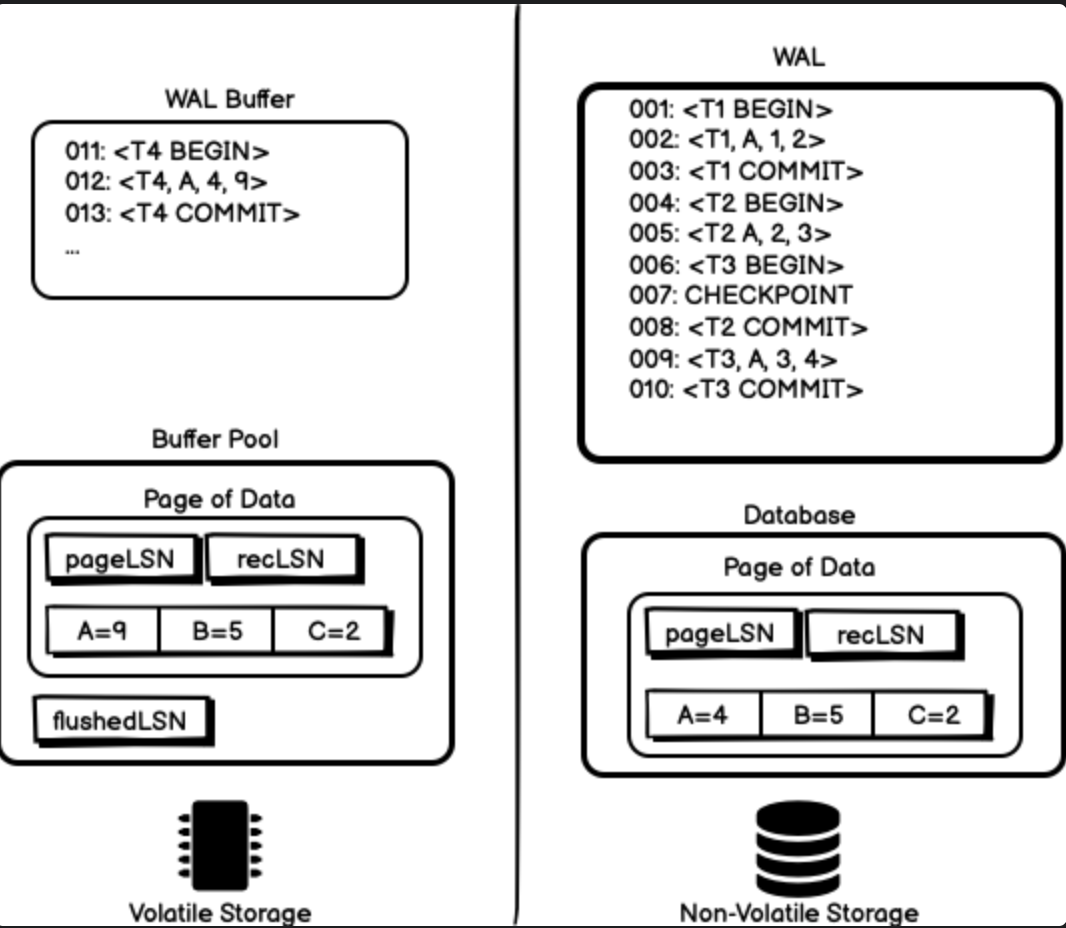 WAL Buffer
011: <T4 BEGIN>
012: <T4, A, 4, 9>
013: <T4 COMMIT>
...
Buffer Pool
Page of Data
pageLSN recLSN
A=9 B=5 C=2
flushedLSN
Volatile Storage
WAL
001: <T1 BEGIN>
002: <T1, A, 1, 2>
003: <T1 COMMIT>
004: <T2 BEGIN>
005: <T2 A, 2, 3>
006: <T3 BEGIN>
007: CHECKPOINT
008: <T2 COMMIT>
009: <T3, A, 3, 4>
010: <T3 COMMIT>
Database
Page of Data
pageLSN recLSN
A=4 B=5 C=2
Non-Volatile Storage